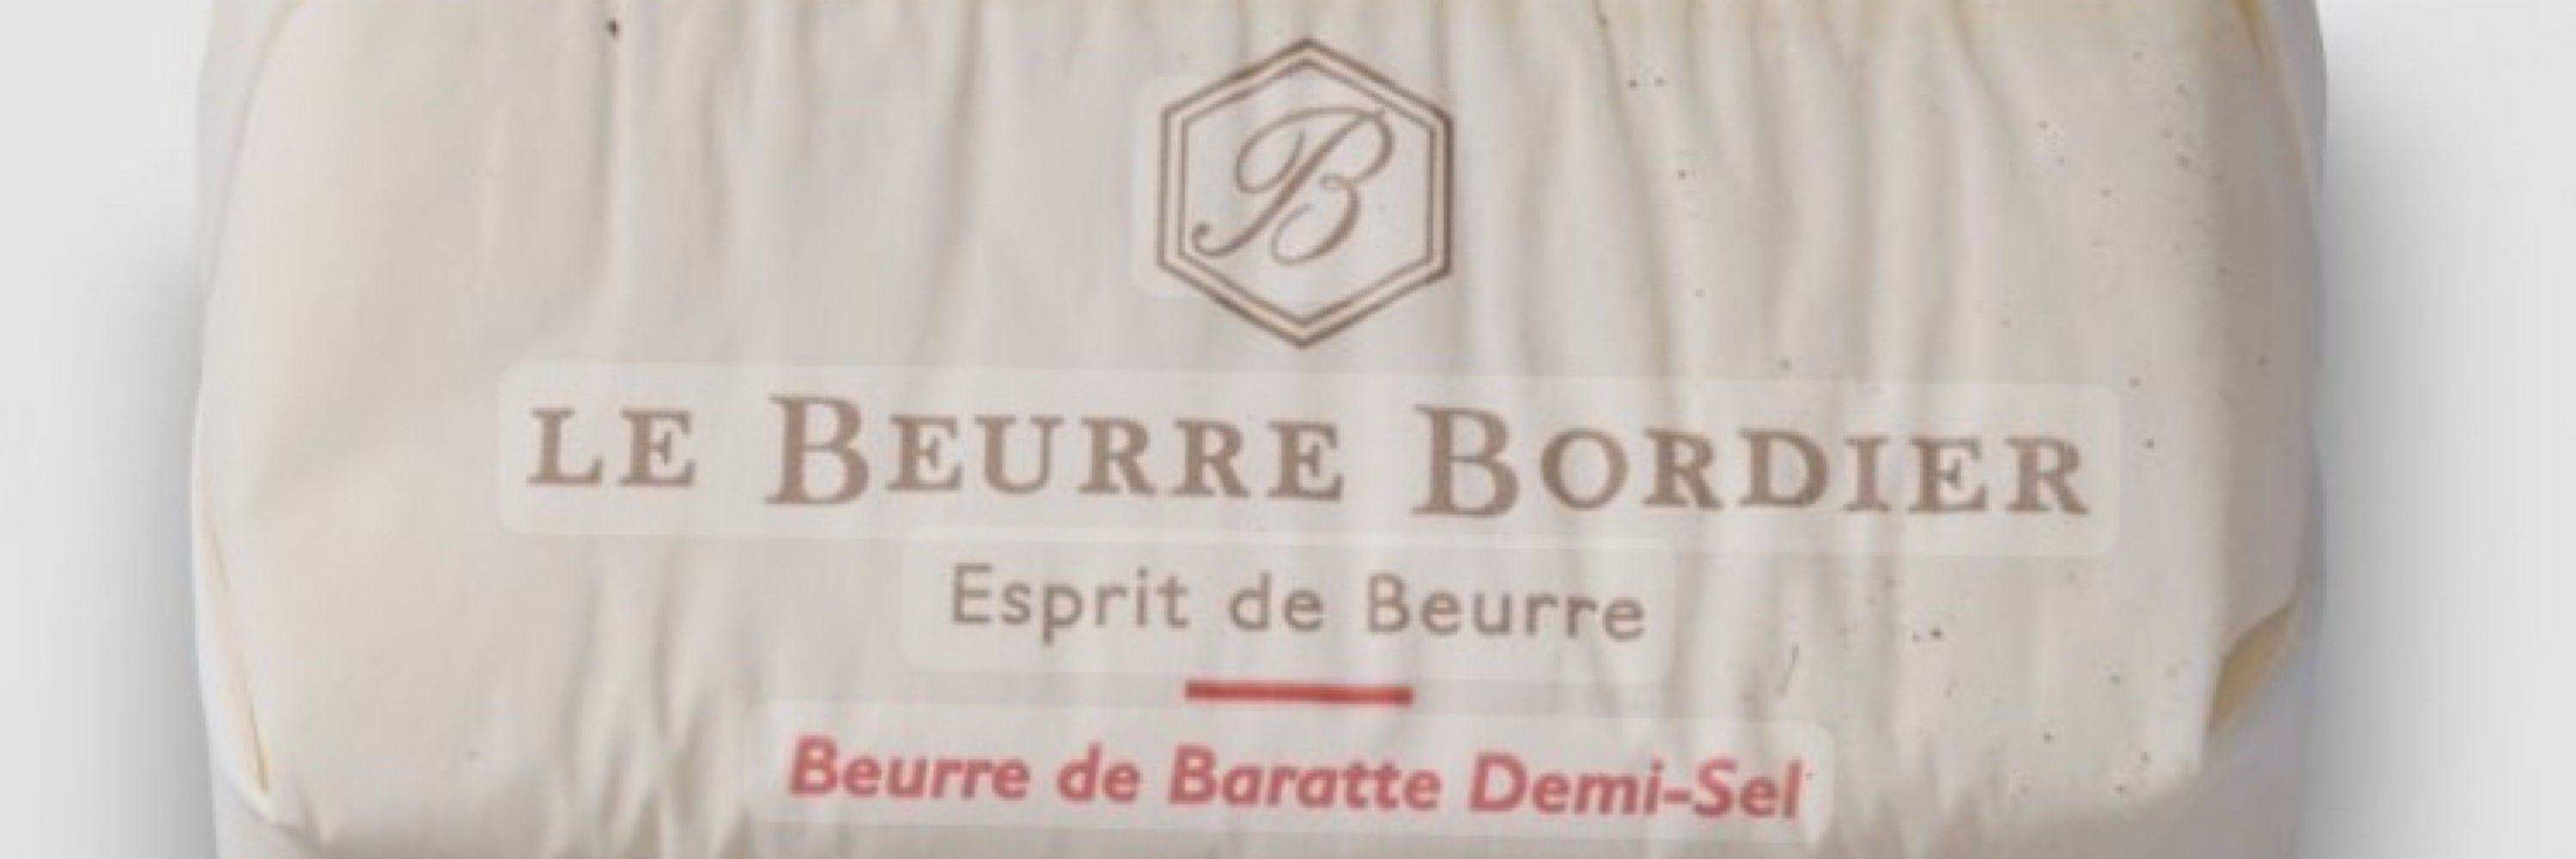 B
LE BEURRE BORDIER
Esprit de Beurre
Beurre de Baratte Demi-Sel